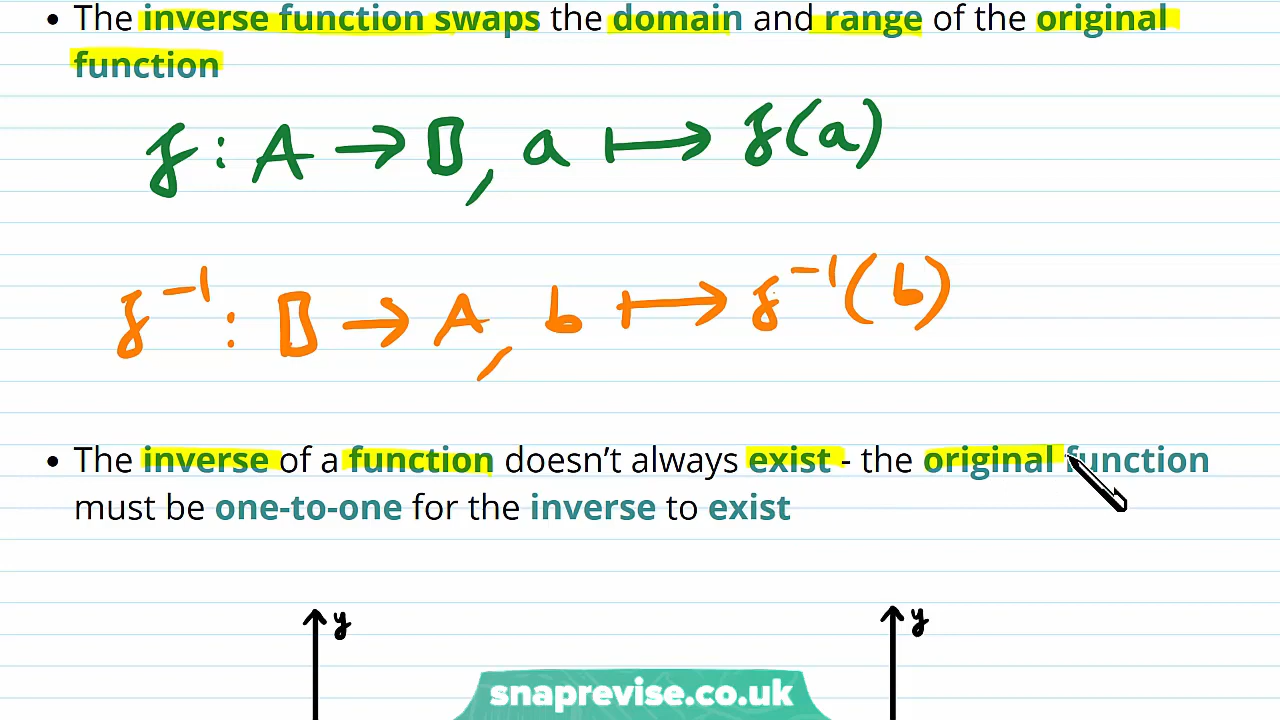 • The inverse function swaps the domain and range of the original
function
f : A → B, a ↦ f(a)
f⁻¹ : B → A, b ↦ f⁻¹(b)
• The inverse of a function doesn’t always exist - the original function
must be one-to-one for the inverse to exist
y y
snaprevise.co.uk